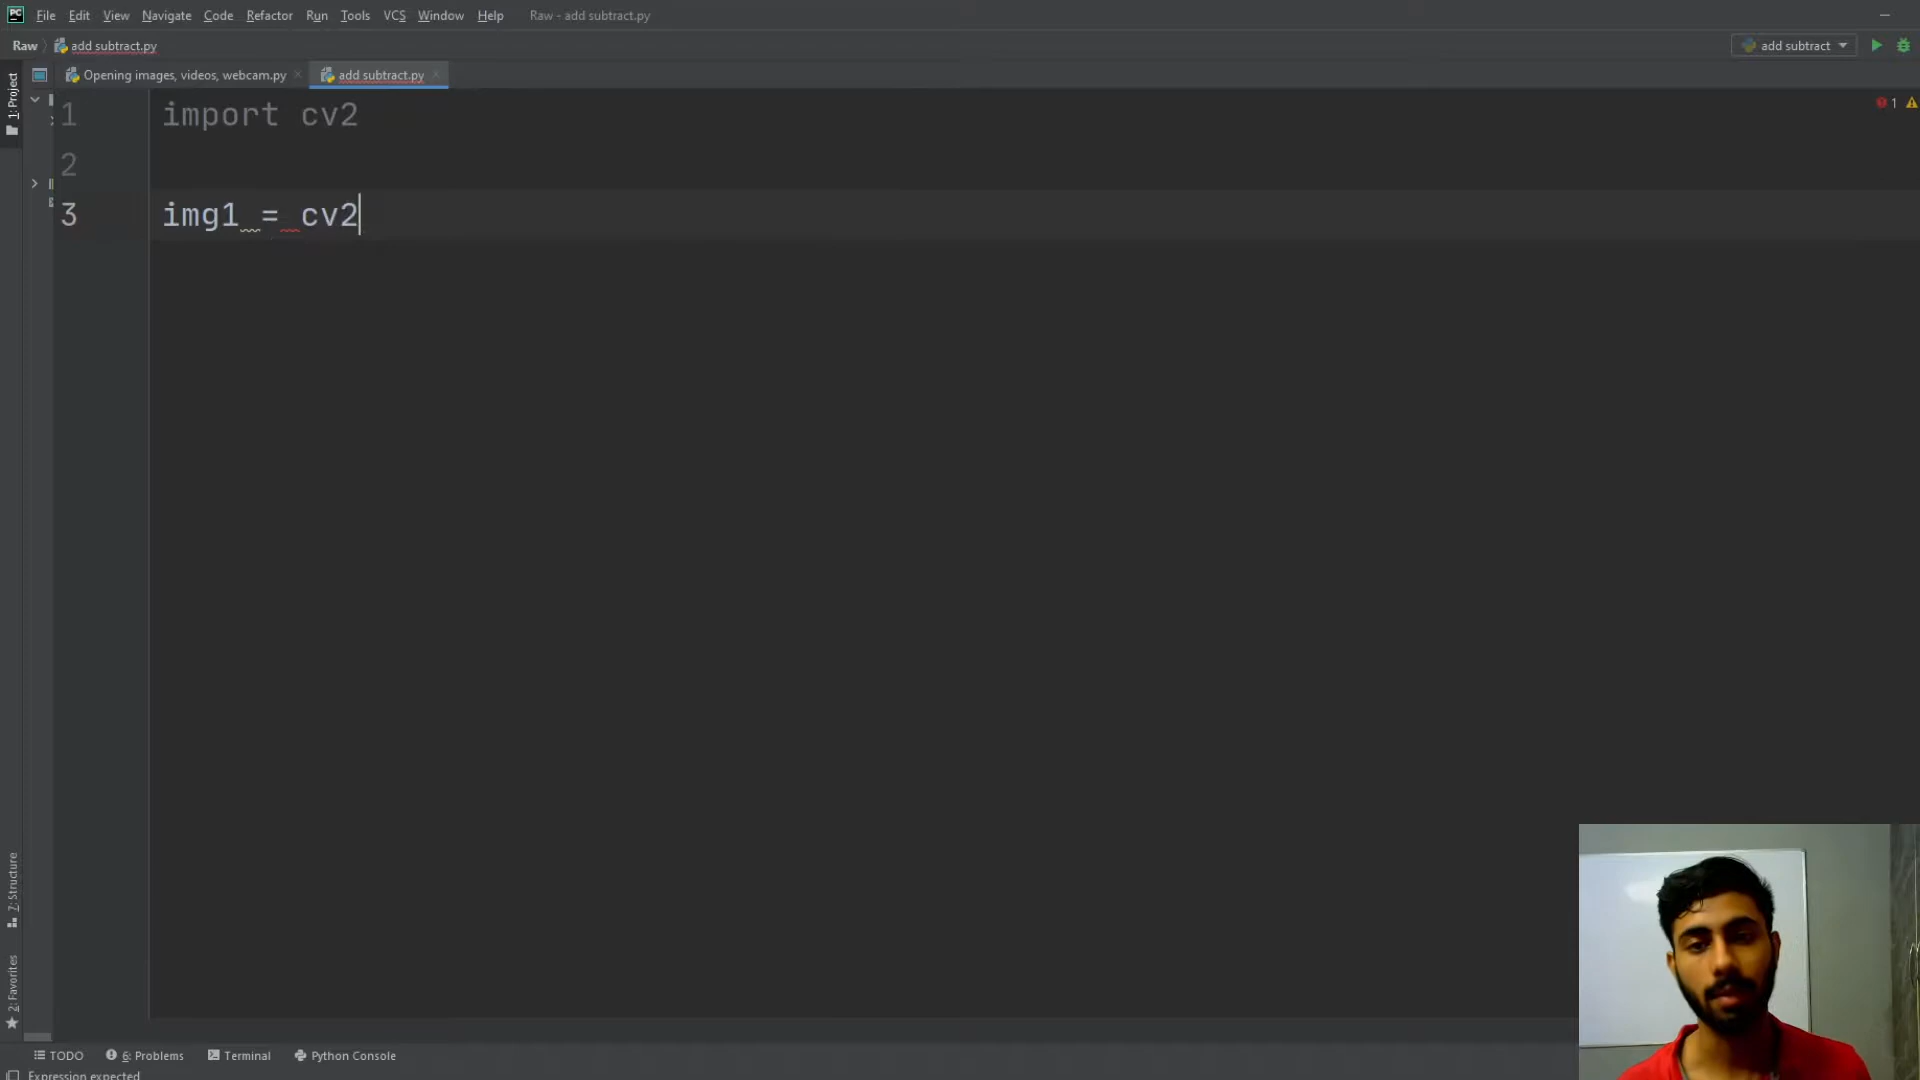 PC File Edit View Navigate Code Refactor Run Tools VCS Window Help Raw - add subtract.py
Raw add subtract.py add subtract
Opening images, videos, webcam.py add subtract.py
1: Project
1 import cv2
1
2
3 img1 = cv2
7: Structure
2: Favorites
TODO 6: Problems Terminal Python Console
Expression expected